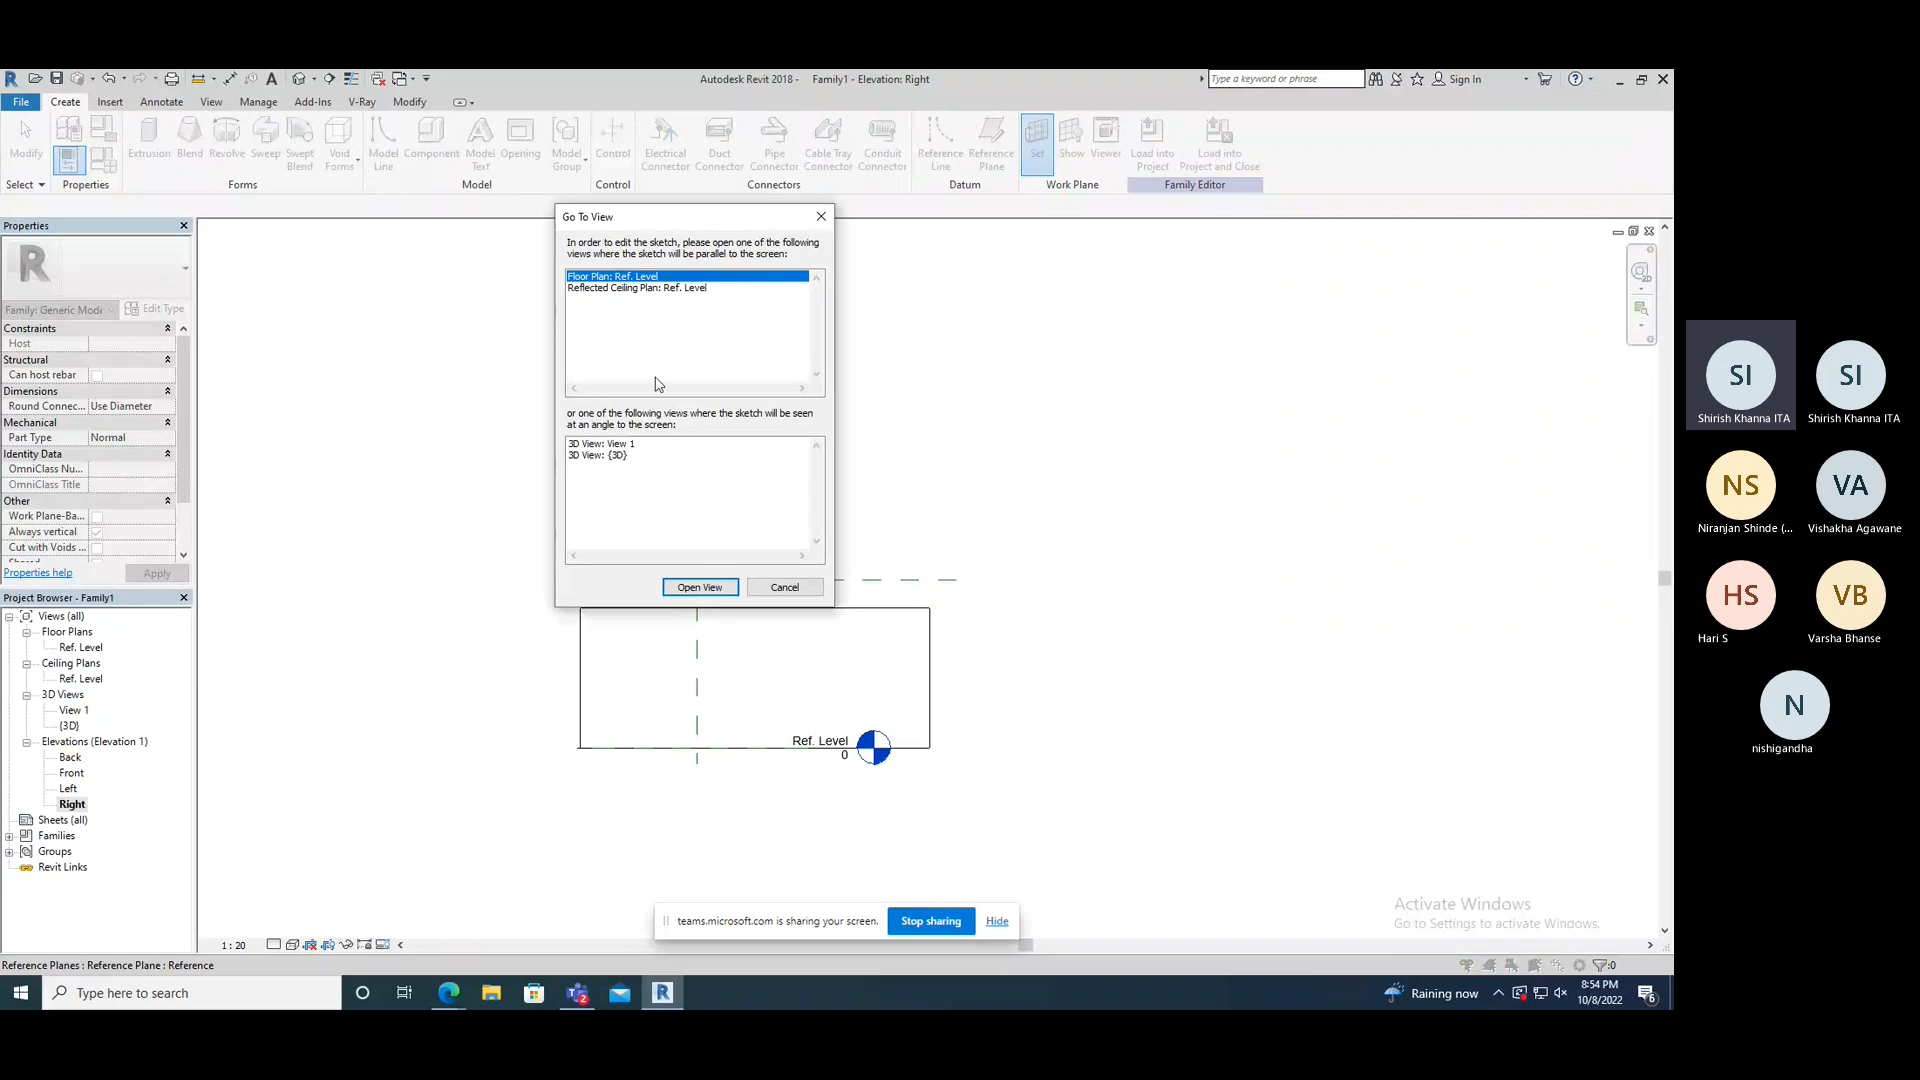 Autodesk Revit 2018 -    Family1 - Elevation: Right
Type a keyword or phrase
Sign In
File Create Insert Annotate View Manage Add-Ins V-Ray Modify
Modify
Extrusion Blend Revolve Sweep Swept Blend Void Forms
Model Line Component Model Text Opening Model Group
Control
Electrical Connector Duct Connector Pipe Connector Cable Tray Connector Conduit Connector
Reference Line Reference Plane
Set Show Viewer
Load into Project Load into Project and Close
Select Properties Forms Model Control Connectors Datum Work Plane Family Editor
Properties
R
Family: Generic Mode
Edit Type
Constraints
Host
Structural
Can host rebar
Dimensions
Round Connec... Use Diameter
Mechanical
Part Type Normal
Identity Data
OmniClass Nu...
OmniClass Title
Other
Work Plane-Ba...
Always vertical
Cut with Voids ...
Properties help
Apply
Project Browser - Family1
Views (all)
Floor Plans
Ref. Level
Ceiling Plans
Ref. Level
3D Views
View 1
{3D}
Elevations (Elevation 1)
Back
Front
Left
Right
Sheets (all)
Families
Groups
Revit Links
Go To View
In order to edit the sketch, please open one of the following
views where the sketch will be parallel to the screen:
Floor Plan: Ref. Level
Reflected Ceiling Plan: Ref. Level
or one of the following views where the sketch will be seen
at an angle to the screen:
3D View: View 1
3D View: {3D}
Open View
Cancel
Ref. Level
0
2D
Activate Windows
Go to Settings to activate Windows.
teams.microsoft.com is sharing your screen.
Stop sharing
Hide
1 : 20
Reference Planes : Reference Plane : Reference
:0
Type here to search
2
R
Raining now
8:54 PM
10/8/2022
6
SI
Shirish Khanna ITA
SI
Shirish Khanna ITA
NS
Niranjan Shinde (...
VA
Vishakha Agawane
HS
Hari S
VB
Varsha Bhanse
N
nishigandha